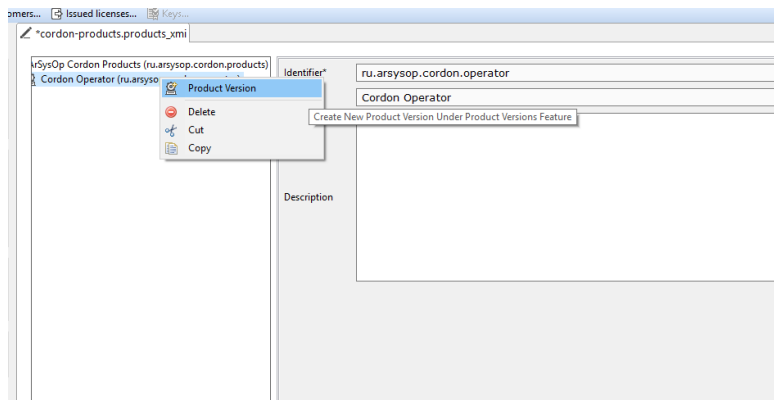 omers... Issued licenses... Keys...
*cordon-products.products_xmi
ArSysOp Cordon Products (ru.arsysop.cordon.products)
Cordon Operator (ru.arsysop
Identifier*
ru.arsysop.cordon.operator
Product Version
Cordon Operator
Delete
Create New Product Version Under Product Versions Feature
Cut
Copy
Description